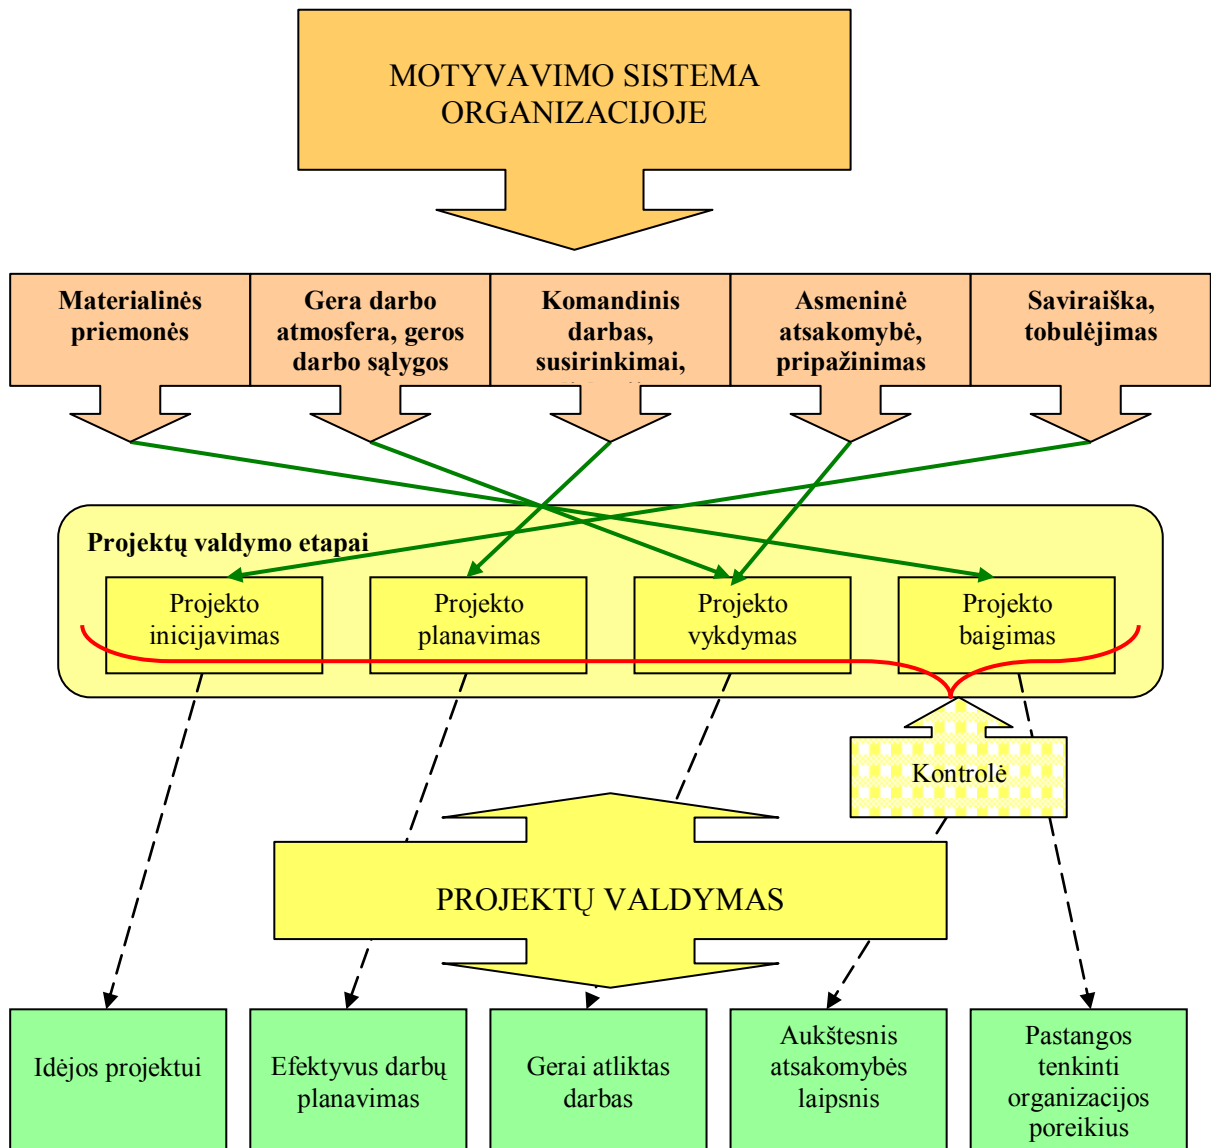 MOTYVAVIMO SISTEMA
ORGANIZACIJOJE
Materialinės
priemonės
Gera darbo
atmosfera, geros
darbo sąlygos
Komandinis
darbas,
susirinkimai,
Asmeninė
atsakomybė,
pripažinimas
Saviraiška,
tobulėjimas
Projektų valdymo etapai
Projekto
inicijavimas
Projekto
planavimas
Projekto
vykdymas
Projekto
baigimas
Kontrolė
PROJEKTŲ VALDYMAS
Idėjos projektui
Efektyvus darbų
planavimas
Gerai atliktas
darbas
Aukštesnis
atsakomybės
laipsnis
Pastangos
tenkinti
organizacijos
poreikius